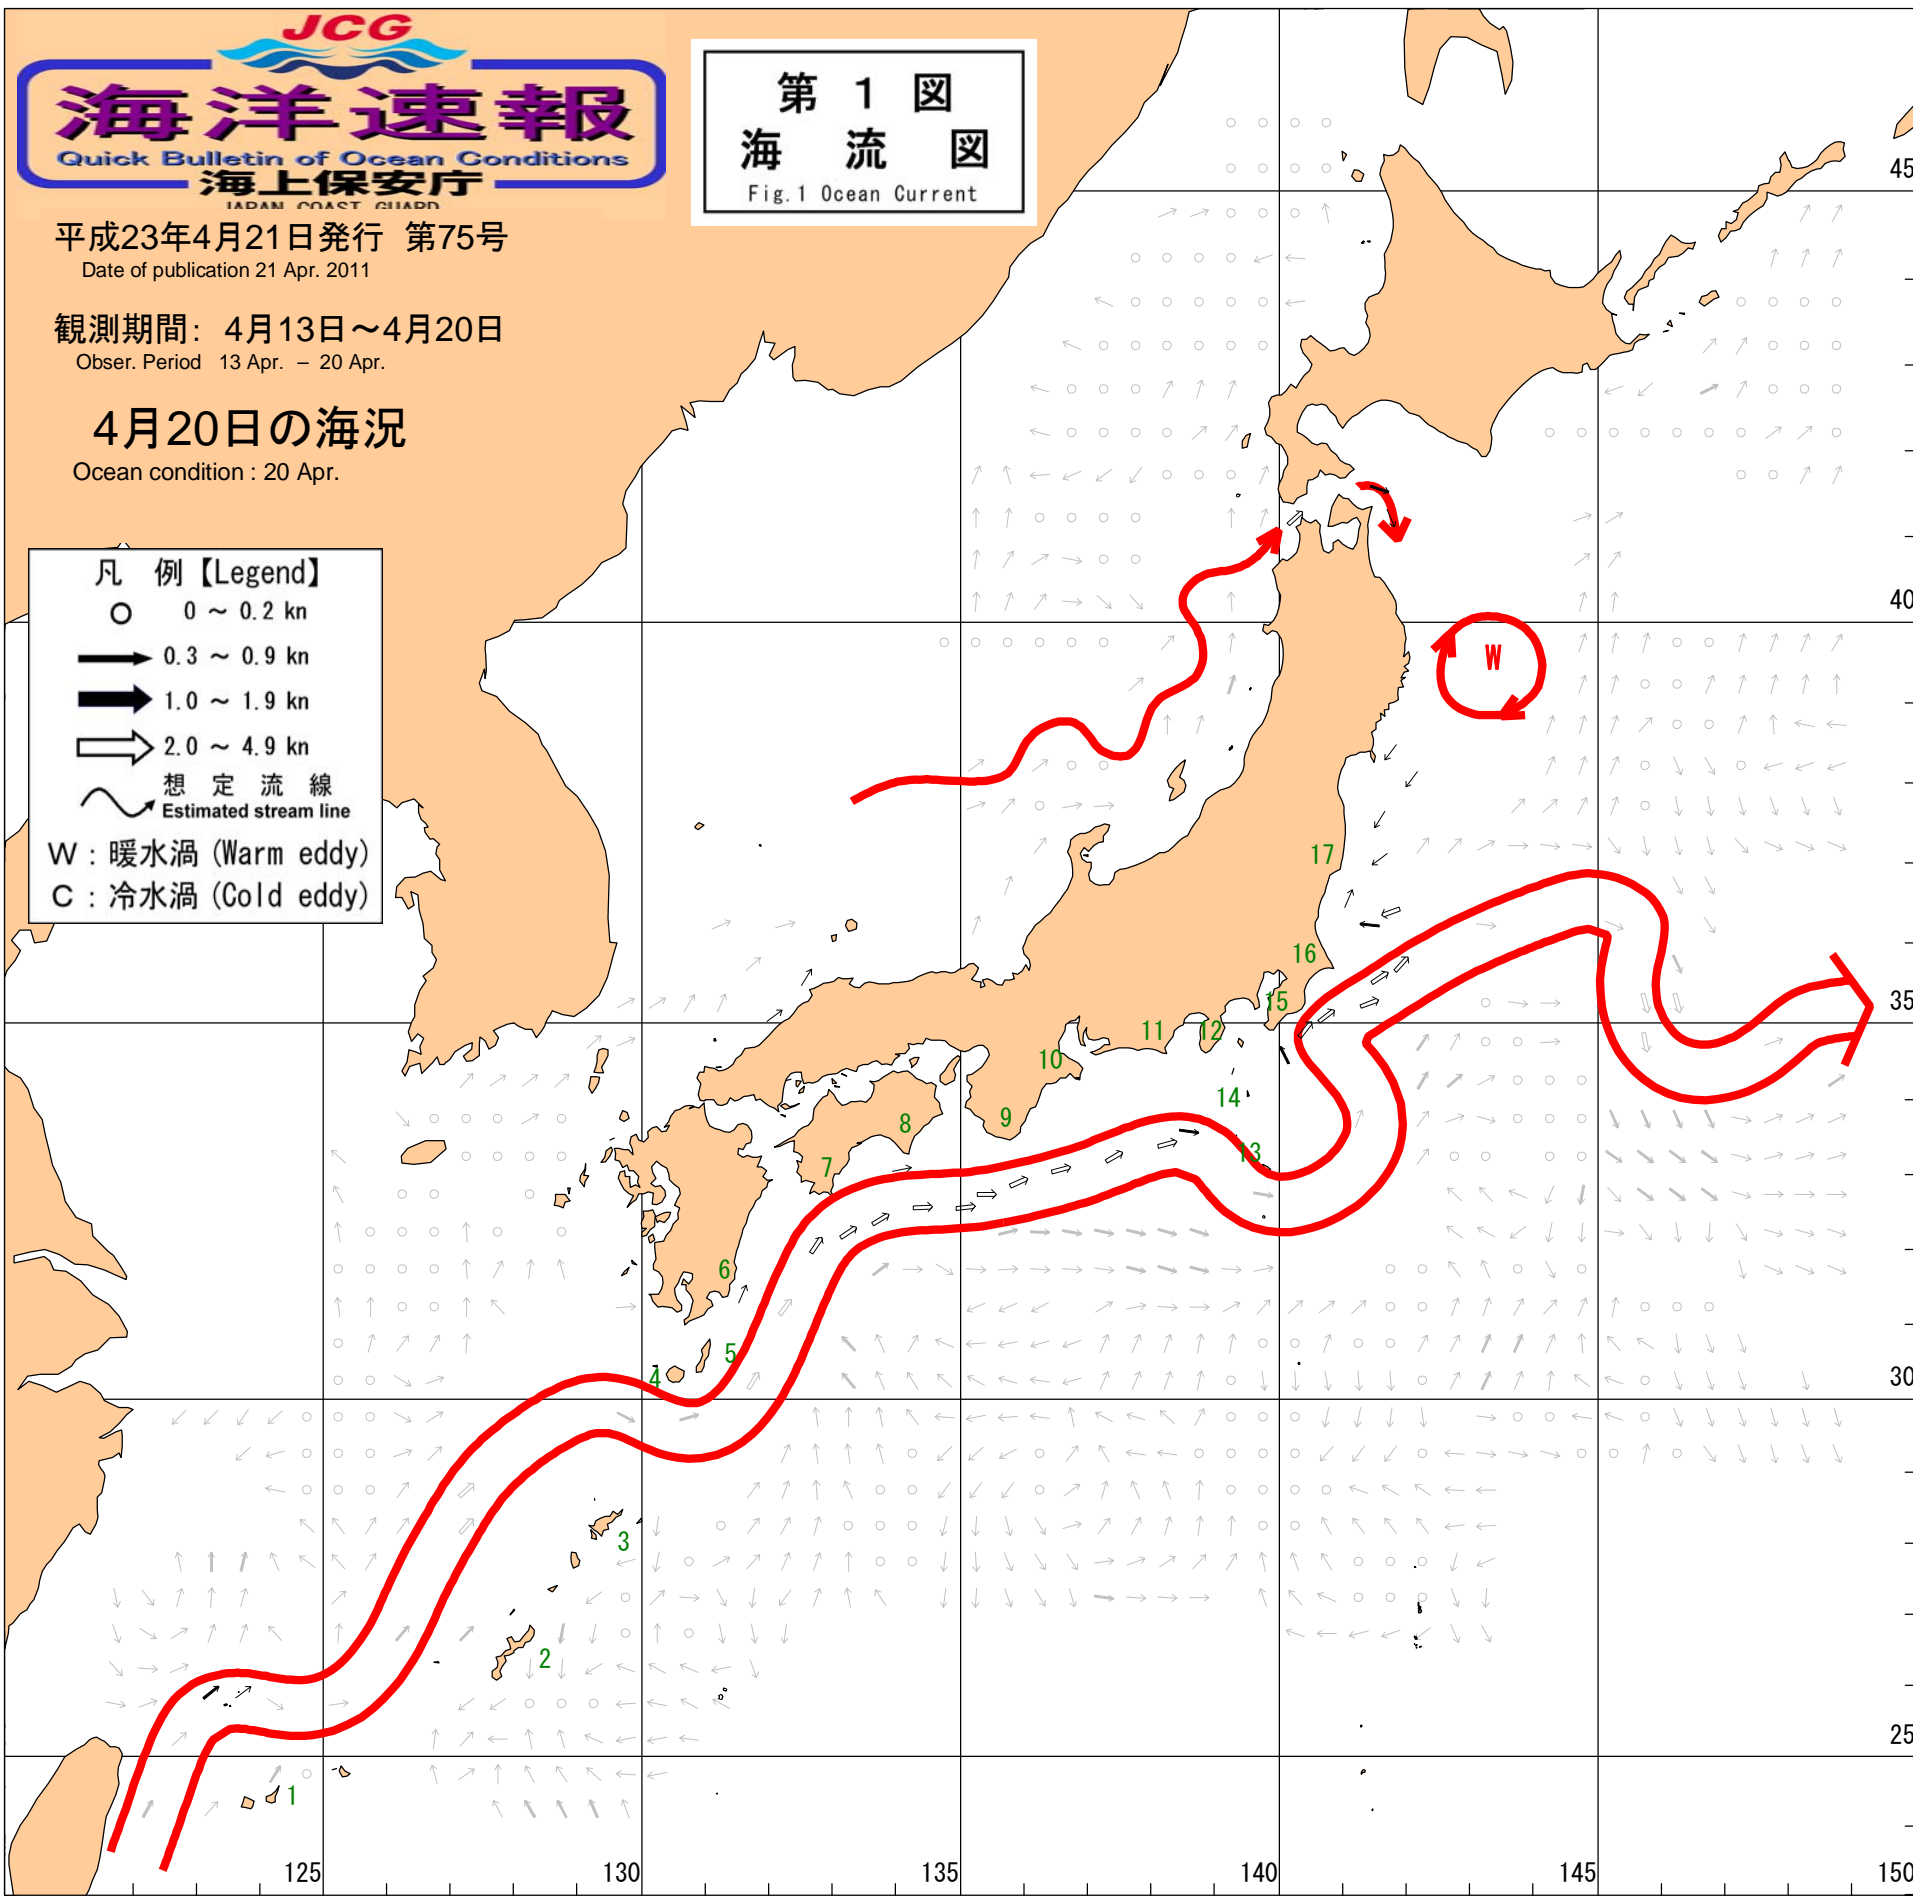 JCG
海洋速報
Quick Bulletin of Ocean Conditions
海上保安庁
JAPAN COAST GUARD
第 1 図
海 流 図
Fig.1 Ocean Current
平成23年4月21日発行 第75号
Date of publication 21 Apr. 2011
観測期間: 4月13日～4月20日
Obser. Period 13 Apr. – 20 Apr.
4月20日の海況
Ocean condition : 20 Apr.
凡 例【Legend】
0 ～ 0.2 kn
0.3 ～ 0.9 kn
1.0 ～ 1.9 kn
2.0 ～ 4.9 kn
想 定 流 線
Estimated stream line
W : 暖水渦 (Warm eddy)
C : 冷水渦 (Cold eddy)
45
40
W
17
16
35
15
12
11
10
14
9
8
13
7
6
5
4
30
3
2
25
1
125
130
135
140
145
150